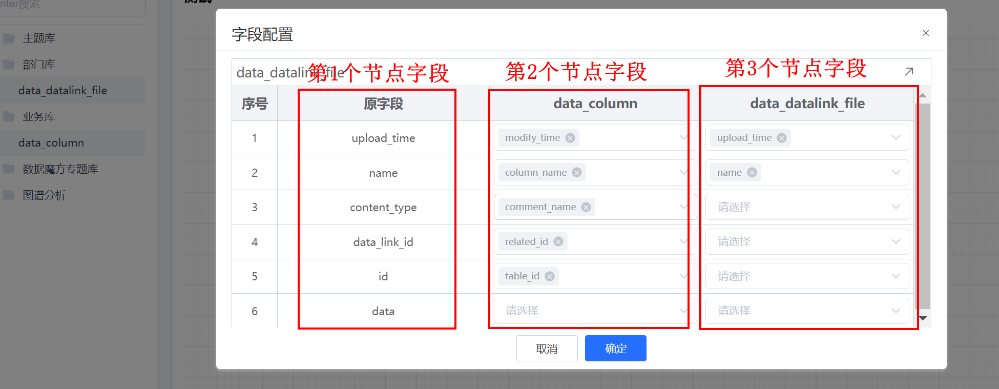 nter搜索
主题库
部门库
data_datalink_file
业务库
data_column
数据魔方专题库
图谱分析
测试
字段配置
data_datalink_file
第1个节点字段
第2个节点字段
第3个节点字段
序号 原字段 data_column data_datalink_file
1 upload_time modify_time upload_time
2 name column_name name
3 content_type comment_name 请选择
4 data_link_id related_id 请选择
5 id table_id 请选择
6 data 请选择 请选择
取消 确定